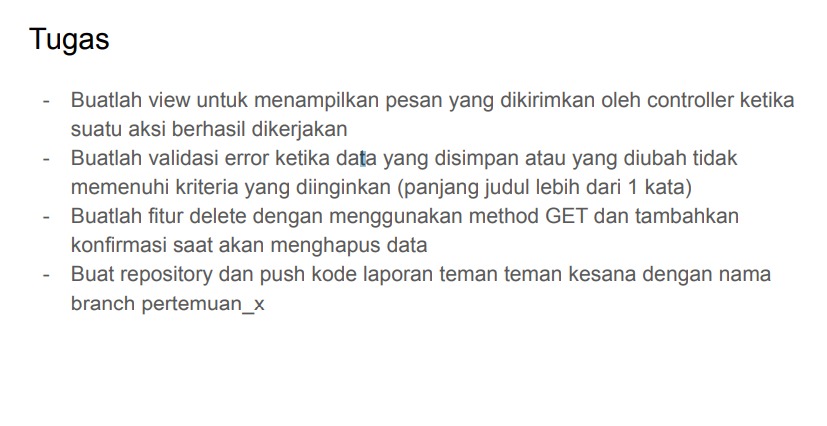 Tugas
- Buatlah view untuk menampilkan pesan yang dikirimkan oleh controller ketika
suatu aksi berhasil dikerjakan
- Buatlah validasi error ketika data yang disimpan atau yang diubah tidak
memenuhi kriteria yang diinginkan (panjang judul lebih dari 1 kata)
- Buatlah fitur delete dengan menggunakan method GET dan tambahkan
konfirmasi saat akan menghapus data
- Buat repository dan push kode laporan teman teman kesana dengan nama
branch pertemuan_x